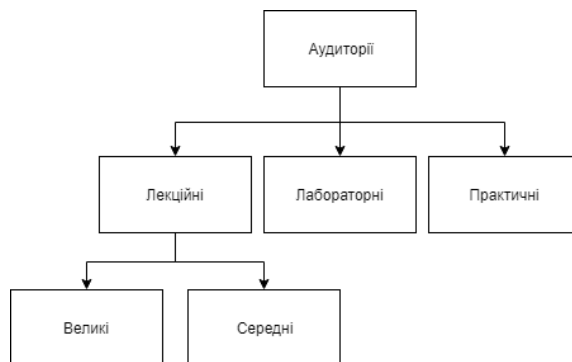 Аудиторії
Лекційні
Лабораторні
Практичні
Великі
Середні